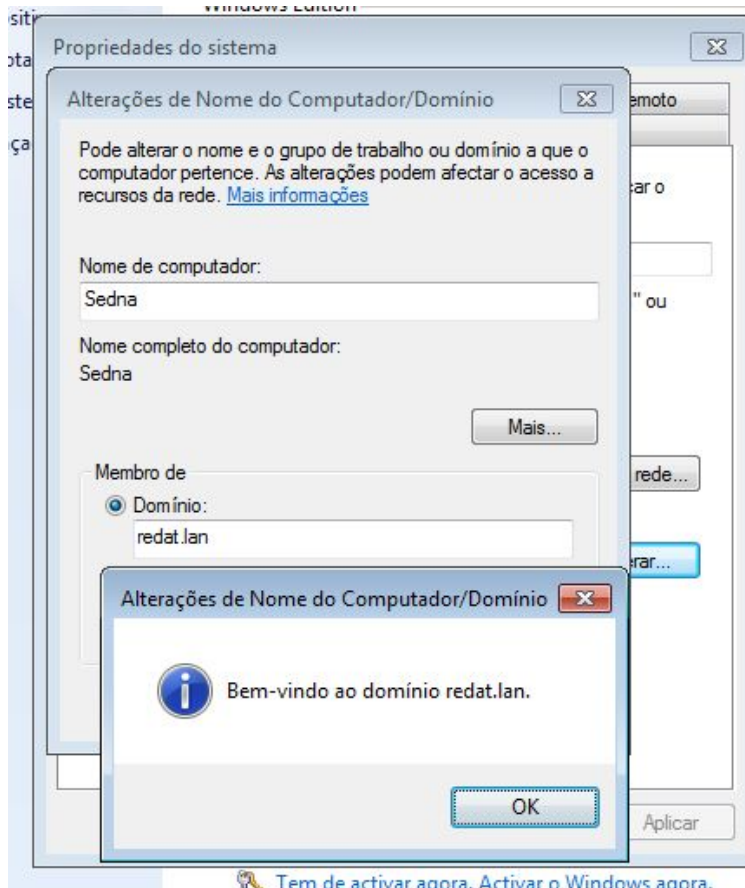 Windows Edition
Propriedades do sistema
Alterações de Nome do Computador/Domínio
Pode alterar o nome e o grupo de trabalho ou domínio a que o
computador pertence. As alterações podem afectar o acesso a
recursos da rede. Mais informações
Nome de computador:
Sedna
" ou
Nome completo do computador:
Sedna
Mais...
Membro de
rede...
Domínio:
redat.lan
Alterações de Nome do Computador/Domínio
Bem-vindo ao domínio redat.lan.
OK
Aplicar
Tem de activar agora. Activar o Windows agora.